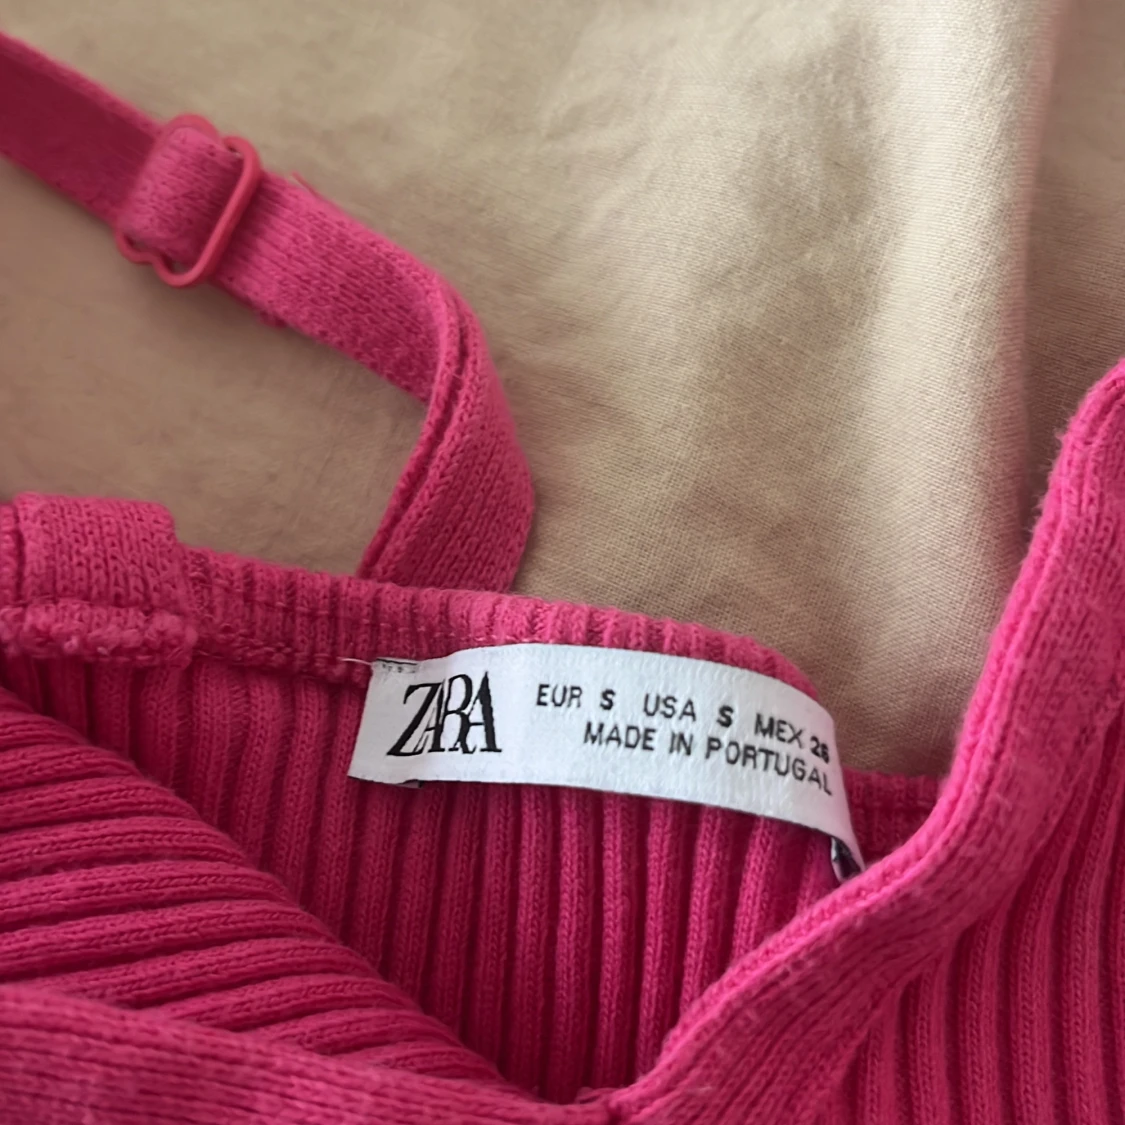 ZARA
EUR S USA S MEX 26
MADE IN PORTUGAL